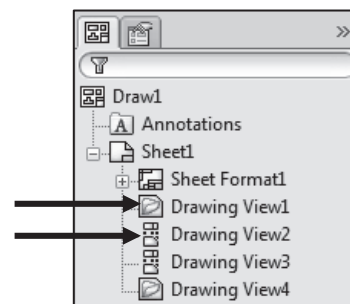 Draw1
A Annotations
Sheet1
Sheet Format1
Drawing View1
Drawing View2
Drawing View3
Drawing View4